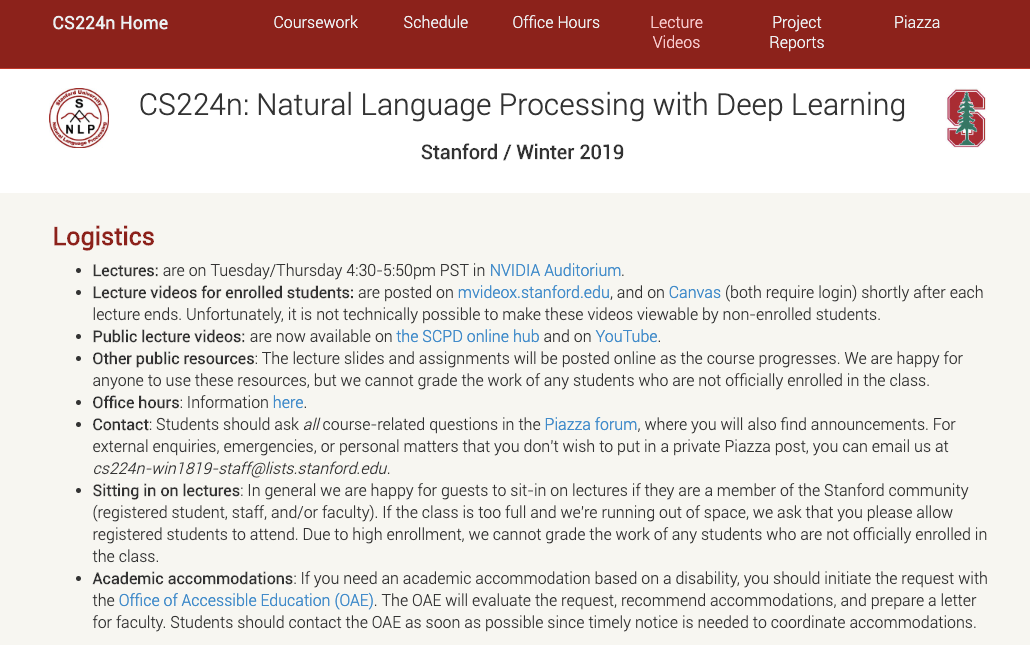 CS224n Home
Coursework
Schedule
Office Hours
Lecture
Videos
Project
Reports
Piazza
Stanford University
S
NLP
Natural Language Processing
CS224n: Natural Language Processing with Deep Learning
S
Stanford / Winter 2019
Logistics
• Lectures: are on Tuesday/Thursday 4:30-5:50pm PST in NVIDIA Auditorium.
• Lecture videos for enrolled students: are posted on mvideox.stanford.edu, and on Canvas (both require login) shortly after each
lecture ends. Unfortunately, it is not technically possible to make these videos viewable by non-enrolled students.
• Public lecture videos: are now available on the SCPD online hub and on YouTube.
• Other public resources: The lecture slides and assignments will be posted online as the course progresses. We are happy for
anyone to use these resources, but we cannot grade the work of any students who are not officially enrolled in the class.
• Office hours: Information here.
• Contact: Students should ask all course-related questions in the Piazza forum, where you will also find announcements. For
external enquiries, emergencies, or personal matters that you don't wish to put in a private Piazza post, you can email us at
cs224n-win1819-staff@lists.stanford.edu.
• Sitting in on lectures: In general we are happy for guests to sit-in on lectures if they are a member of the Stanford community
(registered student, staff, and/or faculty). If the class is too full and we're running out of space, we ask that you please allow
registered students to attend. Due to high enrollment, we cannot grade the work of any students who are not officially enrolled in
the class.
• Academic accommodations: If you need an academic accommodation based on a disability, you should initiate the request with
the Office of Accessible Education (OAE). The OAE will evaluate the request, recommend accommodations, and prepare a letter
for faculty. Students should contact the OAE as soon as possible since timely notice is needed to coordinate accommodations.